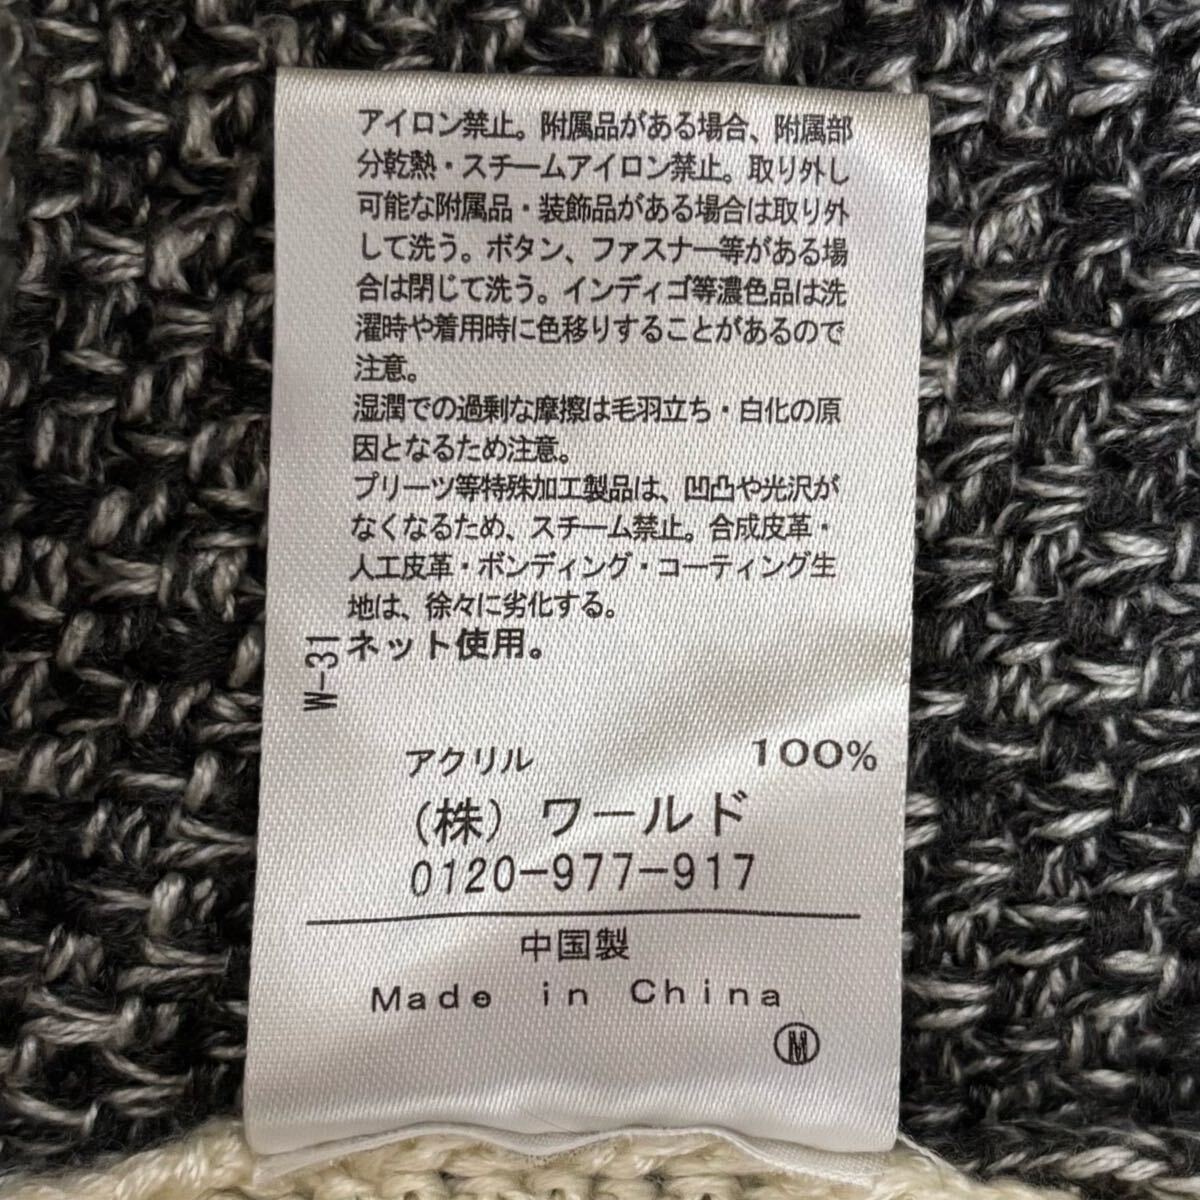 アイロン禁止。附属品がある場合、附属部
分乾熱・スチームアイロン禁止。取り外し
可能な附属品・装飾品がある場合は取り外
して洗う。ボタン、ファスナー等がある場
合は閉じて洗う。インディゴ等濃色品は洗
濯時や着用時に色移りすることがあるので
注意。
湿潤での過剰な摩擦は毛羽立ち・白化の原
因となるため注意。
プリーツ等特殊加工製品は、凹凸や光沢が
なくなるため、スチーム禁止。合成皮革・
人工皮革・ボンディング・コーティング生
地は、徐々に劣化する。
ネット使用。
W-31
アクリル 100%
(株) ワールド
0120-977-917
中国製
Made in China
M